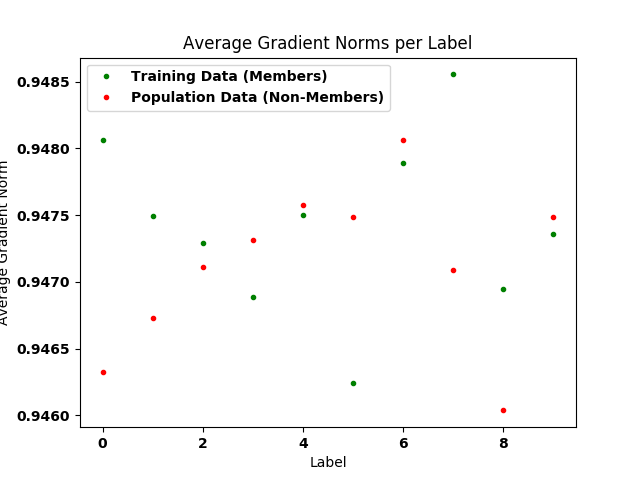 Average Gradient Norms per Label
Training Data (Members)
Population Data (Non-Members)
0.9485
0.9480
0.9475
0.9470
0.9465
0.9460
Average Gradient Norm
0
2
4
6
8
Label